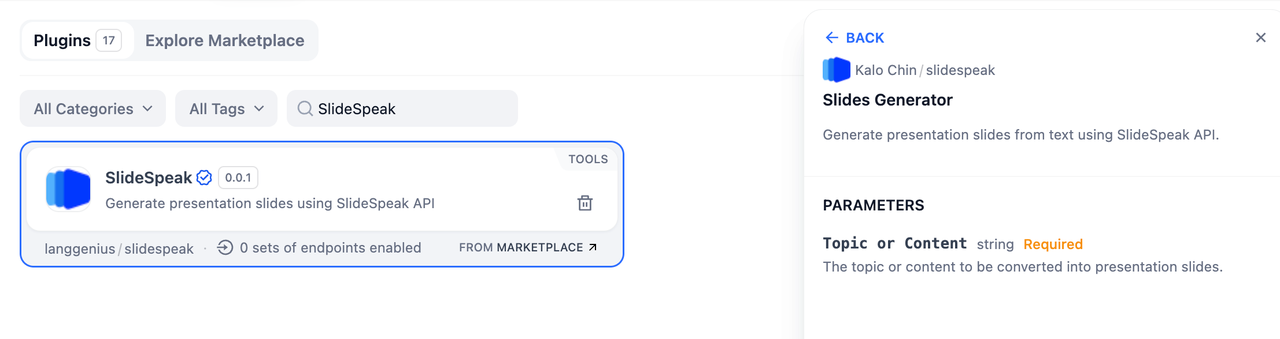 Plugins 17 Explore Marketplace
All Categories All Tags SlideSpeak
TOOLS
SlideSpeak 0.0.1
Generate presentation slides using SlideSpeak API
langgenius / slidespeak · 0 sets of endpoints enabled FROM MARKETPLACE
BACK
Kalo Chin / slidespeak
Slides Generator
Generate presentation slides from text using SlideSpeak API.
PARAMETERS
Topic or Content string Required
The topic or content to be converted into presentation slides.